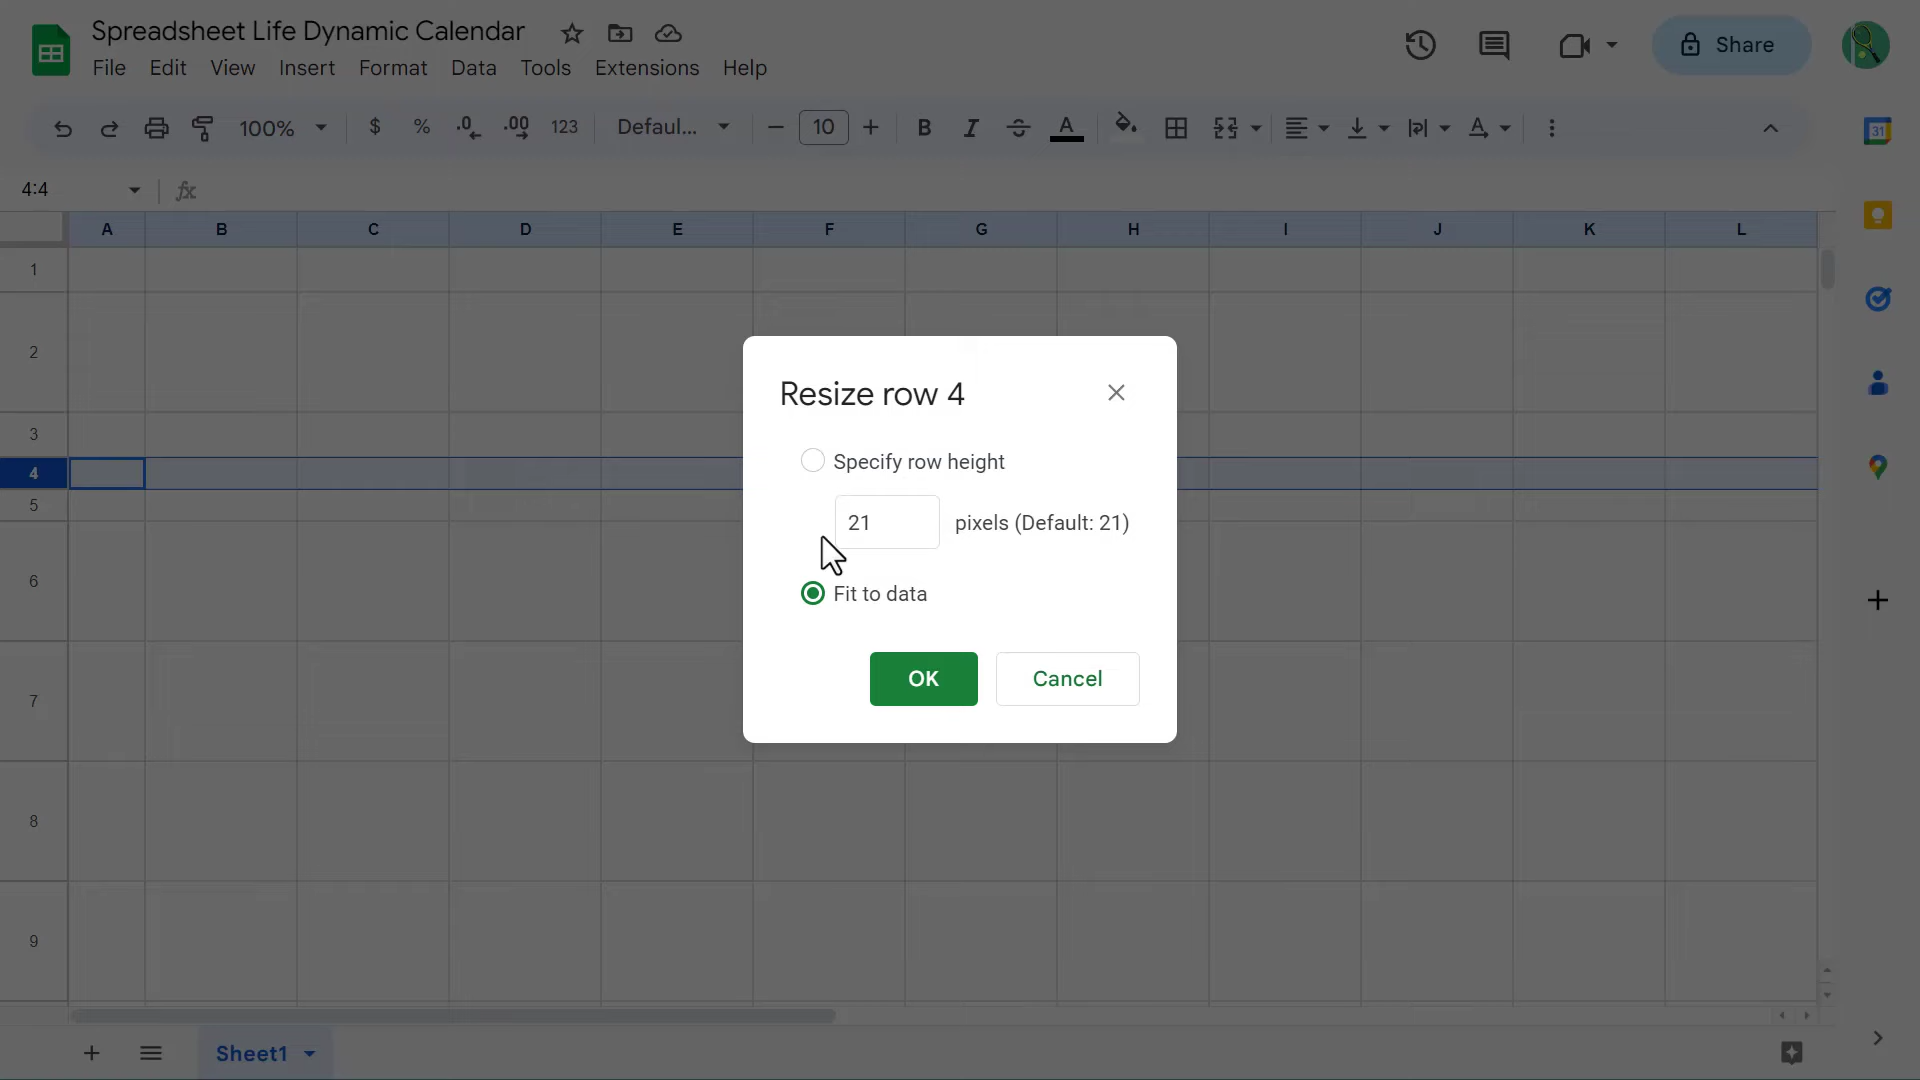 Spreadsheet Life Dynamic Calendar
File Edit View Insert Format Data Tools Extensions Help
Share
100% $ % .0 .00 123 Defaul... 10 B I S A
31
4:4 fx
A B C D E F G H I J K L
1
2
3
4
5
6
7
8
9
Resize row 4
Specify row height
21 pixels (Default: 21)
Fit to data
OK Cancel
Sheet1